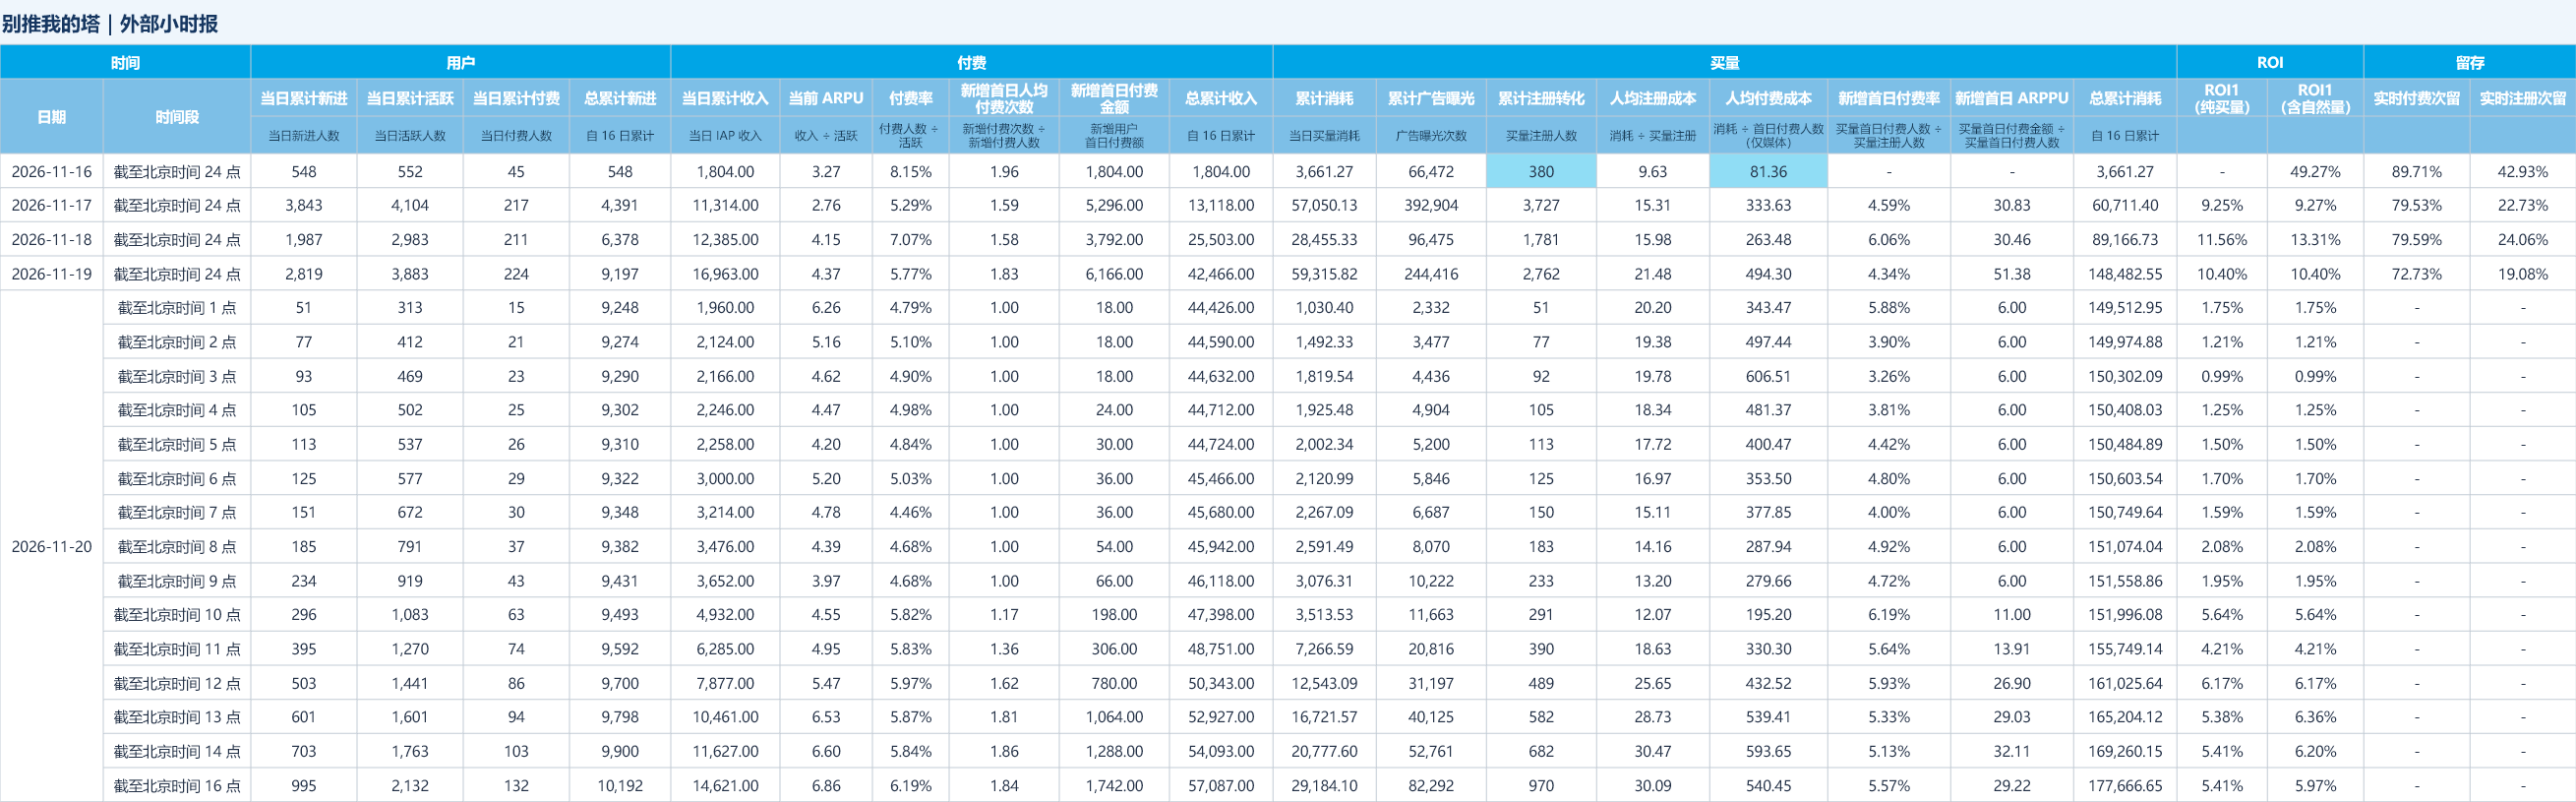 别推我的塔｜外部小时报
时间 用户 付费 买量 ROI 留存
日期 时间段 当日累计新进 当日累计活跃 当日累计付费 总累计新进 当日累计收入 当前 ARPU 付费率 新增首日人均付费次数 新增首日付费金额 总累计收入 累计消耗 累计广告曝光 累计注册转化 人均注册成本 人均付费成本 新增首日付费率 新增首日 ARPPU 总累计消耗 ROI1（纯买量） ROI1（含自然量） 实时付费次留 实时注册次留
当日新进人数 当日活跃人数 当日付费人数 自 16 日累计 当日 IAP 收入 收入 ÷ 活跃 付费人数 ÷ 活跃 新增付费次数 ÷ 新增付费人数 新增用户首日付费额 自 16 日累计 当日买量消耗 广告曝光次数 买量注册人数 消耗 ÷ 买量注册 消耗 ÷ 首日付费人数（仅媒体） 买量首日付费人数 ÷ 买量注册人数 买量首日付费金额 ÷ 买量首日付费人数 自 16 日累计
2026-11-16 截至北京时间 24 点 548 552 45 548 1,804.00 3.27 8.15% 1.96 1,804.00 1,804.00 3,661.27 66,472 380 9.63 81.36 - - 3,661.27 - 49.27% 89.71% 42.93%
2026-11-17 截至北京时间 24 点 3,843 4,104 217 4,391 11,314.00 2.76 5.29% 1.59 5,296.00 13,118.00 57,050.13 392,904 3,727 15.31 333.63 4.59% 30.83 60,711.40 9.25% 9.27% 79.53% 22.73%
2026-11-18 截至北京时间 24 点 1,987 2,983 211 6,378 12,385.00 4.15 7.07% 1.58 3,792.00 25,503.00 28,455.33 96,475 1,781 15.98 263.48 6.06% 30.46 89,166.73 11.56% 13.31% 79.59% 24.06%
2026-11-19 截至北京时间 24 点 2,819 3,883 224 9,197 16,963.00 4.37 5.77% 1.83 6,166.00 42,466.00 59,315.82 244,416 2,762 21.48 494.30 4.34% 51.38 148,482.55 10.40% 10.40% 72.73% 19.08%
2026-11-20 截至北京时间 1 点 51 313 15 9,248 1,960.00 6.26 4.79% 1.00 18.00 44,426.00 1,030.40 2,332 51 20.20 343.47 5.88% 6.00 149,512.95 1.75% 1.75% - -
截至北京时间 2 点 77 412 21 9,274 2,124.00 5.16 5.10% 1.00 18.00 44,590.00 1,492.33 3,477 77 19.38 497.44 3.90% 6.00 149,974.88 1.21% 1.21% - -
截至北京时间 3 点 93 469 23 9,290 2,166.00 4.62 4.90% 1.00 18.00 44,632.00 1,819.54 4,436 92 19.78 606.51 3.26% 6.00 150,302.09 0.99% 0.99% - -
截至北京时间 4 点 105 502 25 9,302 2,246.00 4.47 4.98% 1.00 24.00 44,712.00 1,925.48 4,904 105 18.34 481.37 3.81% 6.00 150,408.03 1.25% 1.25% - -
截至北京时间 5 点 113 537 26 9,310 2,258.00 4.20 4.84% 1.00 30.00 44,724.00 2,002.34 5,200 113 17.72 400.47 4.42% 6.00 150,484.89 1.50% 1.50% - -
截至北京时间 6 点 125 577 29 9,322 3,000.00 5.20 5.03% 1.00 36.00 45,466.00 2,120.99 5,846 125 16.97 353.50 4.80% 6.00 150,603.54 1.70% 1.70% - -
截至北京时间 7 点 151 672 30 9,348 3,214.00 4.78 4.46% 1.00 36.00 45,680.00 2,267.09 6,687 150 15.11 377.85 4.00% 6.00 150,749.64 1.59% 1.59% - -
截至北京时间 8 点 185 791 37 9,382 3,476.00 4.39 4.68% 1.00 54.00 45,942.00 2,591.49 8,070 183 14.16 287.94 4.92% 6.00 151,074.04 2.08% 2.08% - -
截至北京时间 9 点 234 919 43 9,431 3,652.00 3.97 4.68% 1.00 66.00 46,118.00 3,076.31 10,222 233 13.20 279.66 4.72% 6.00 151,558.86 1.95% 1.95% - -
截至北京时间 10 点 296 1,083 63 9,493 4,932.00 4.55 5.82% 1.17 198.00 47,398.00 3,513.53 11,663 291 12.07 195.20 6.19% 11.00 151,996.08 5.64% 5.64% - -
截至北京时间 11 点 395 1,270 74 9,592 6,285.00 4.95 5.83% 1.36 306.00 48,751.00 7,266.59 20,816 390 18.63 330.30 5.64% 13.91 155,749.14 4.21% 4.21% - -
截至北京时间 12 点 503 1,441 86 9,700 7,877.00 5.47 5.97% 1.62 780.00 50,343.00 12,543.09 31,197 489 25.65 432.52 5.93% 26.90 161,025.64 6.17% 6.17% - -
截至北京时间 13 点 601 1,601 94 9,798 10,461.00 6.53 5.87% 1.81 1,064.00 52,927.00 16,721.57 40,125 582 28.73 539.41 5.33% 29.03 165,204.12 5.38% 6.36% - -
截至北京时间 14 点 703 1,763 103 9,900 11,627.00 6.60 5.84% 1.86 1,288.00 54,093.00 20,777.60 52,761 682 30.47 593.65 5.13% 32.11 169,260.15 5.41% 6.20% - -
截至北京时间 16 点 995 2,132 132 10,192 14,621.00 6.86 6.19% 1.84 1,742.00 57,087.00 29,184.10 82,292 970 30.09 540.45 5.57% 29.22 177,666.65 5.41% 5.97% - -